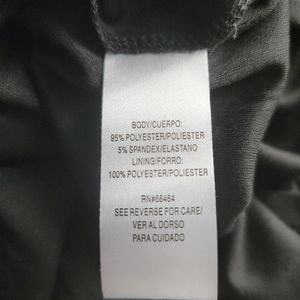 BODY/CUERPO:
95% POLYESTER/POLIESTER
5% SPANDEX/ELASTANO
LINING/FORRO:
100% POLYESTER/POLIESTER
RN#66464
SEE REVERSE FOR CARE/
VER AL DORSO
PARA CUIDADO